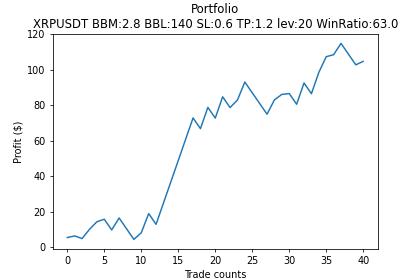 Portfolio
XRPUSDT BBM:2.8 BBL:140 SL:0.6 TP:1.2 lev:20 WinRatio:63.0
120
100
80
60
40
20
0
Profit ($)
0 5 10 15 20 25 30 35 40
Trade counts